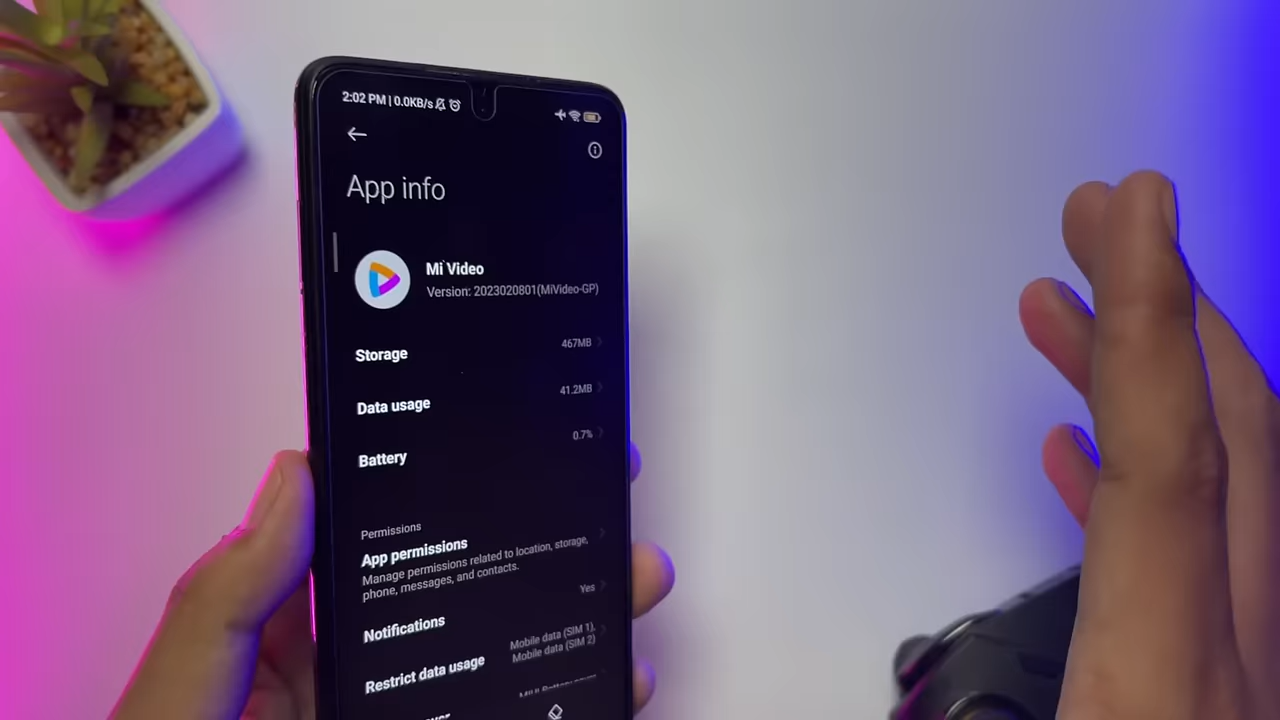 2:02 PM | 0.0KB/s
App info
Mi Video
Version: 2023020801(MiVideo-GP)
Storage
467MB
Data usage
41.2MB
Battery
0.7%
Permissions
App permissions
Manage permissions related to location, storage,
phone, messages, and contacts.
Notifications
Yes
Restrict data usage
Mobile data (SIM 1),
Mobile data (SIM 2)